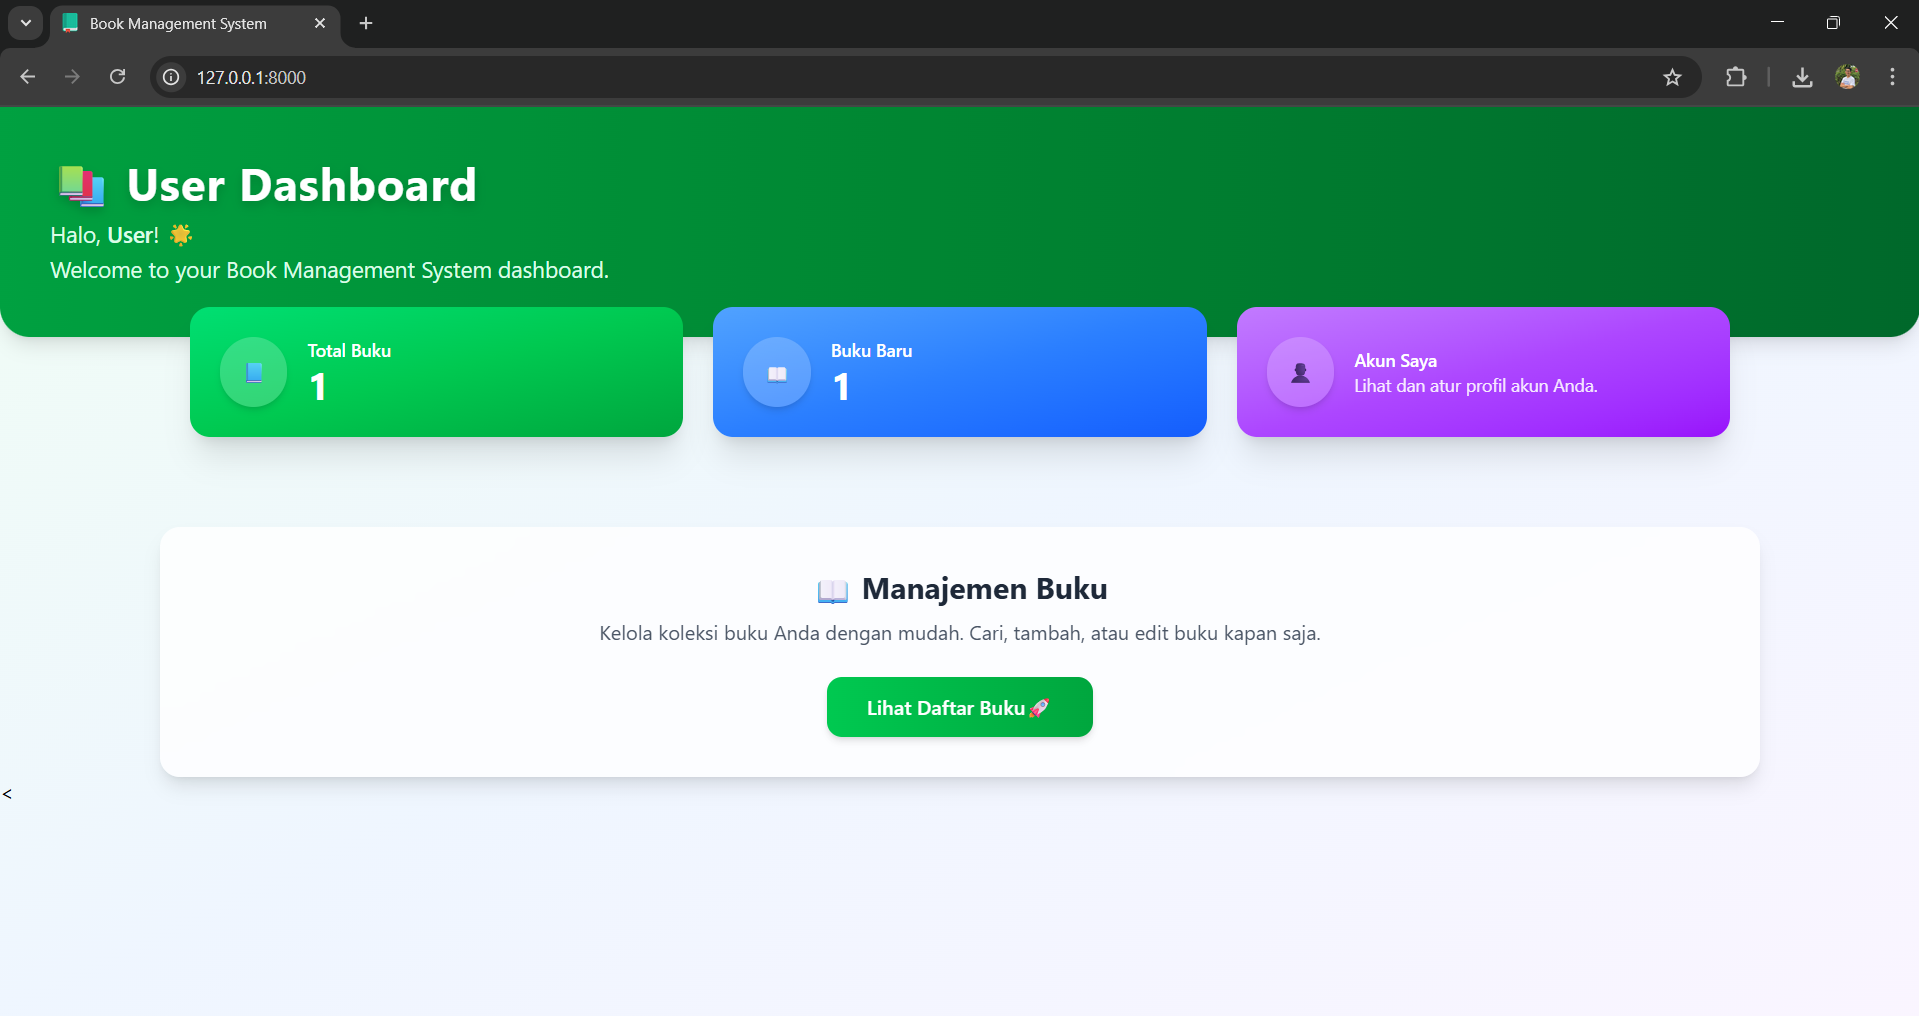 Book Management System
127.0.0.1:8000
📚 User Dashboard
Halo, User! 🌟
Welcome to your Book Management System dashboard.
Total Buku
1
Buku Baru
1
Akun Saya
Lihat dan atur profil akun Anda.
📖 Manajemen Buku
Kelola koleksi buku Anda dengan mudah. Cari, tambah, atau edit buku kapan saja.
Lihat Daftar Buku🚀
<